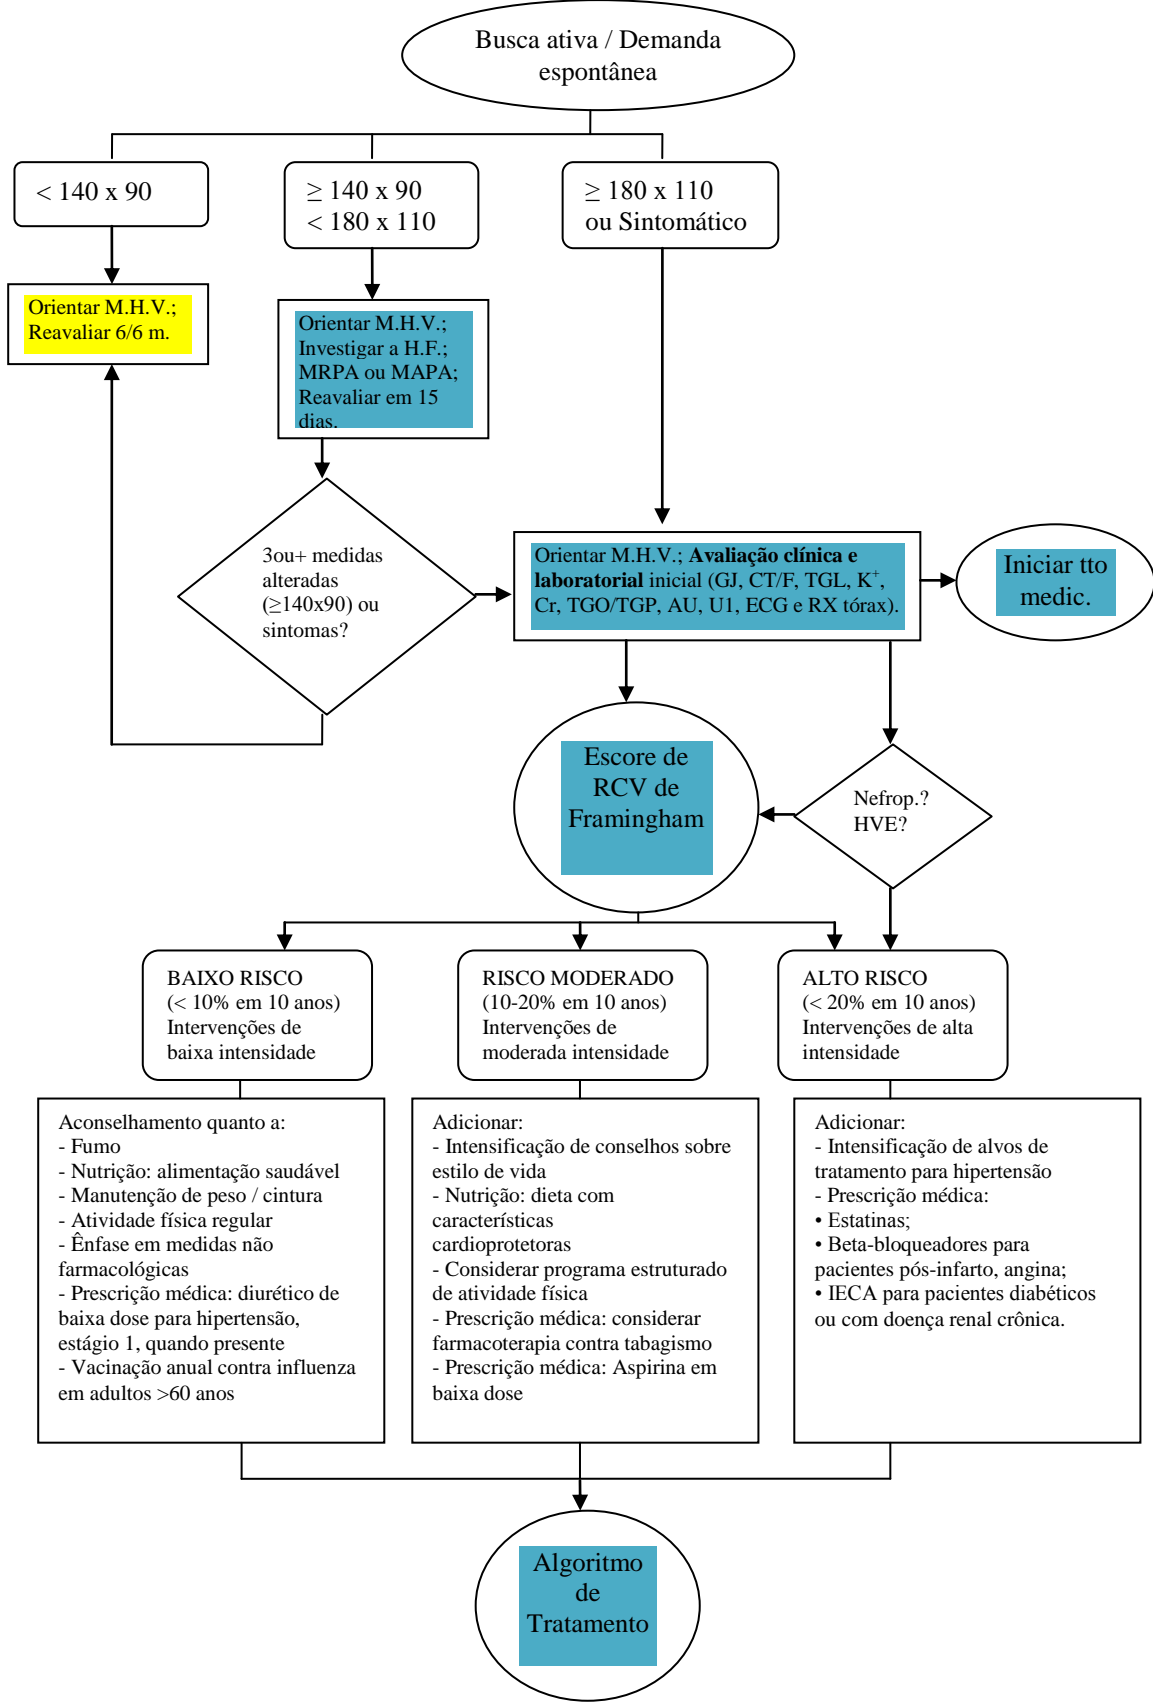 Busca ativa / Demanda
espontânea
< 140 x 90
≥ 140 x 90
< 180 x 110
≥ 180 x 110
ou Sintomático
Orientar M.H.V.;
Reavaliar 6/6 m.
Orientar M.H.V.;
Investigar a H.F.;
MRPA ou MAPA;
Reavaliar em 15
dias.
3ou+ medidas
alteradas
(≥140x90) ou
sintomas?
Orientar M.H.V.; Avaliação clínica e
laboratorial inicial (GJ, CT/F, TGL, K⁺,
Cr, TGO/TGP, AU, U1, ECG e RX tórax).
Iniciar tto
medic.
Escore de
RCV de
Framingham
Nefrop.?
HVE?
BAIXO RISCO
(< 10% em 10 anos)
Intervenções de
baixa intensidade
RISCO MODERADO
(10-20% em 10 anos)
Intervenções de
moderada intensidade
ALTO RISCO
(< 20% em 10 anos)
Intervenções de alta
intensidade
Aconselhamento quanto a:
- Fumo
- Nutrição: alimentação saudável
- Manutenção de peso / cintura
- Atividade física regular
- Ênfase em medidas não
farmacológicas
- Prescrição médica: diurético de
baixa dose para hipertensão,
estágio 1, quando presente
- Vacinação anual contra influenza
em adultos >60 anos
Adicionar:
- Intensificação de conselhos sobre
estilo de vida
- Nutrição: dieta com
características
cardioprotetoras
- Considerar programa estruturado
de atividade física
- Prescrição médica: considerar
farmacoterapia contra tabagismo
- Prescrição médica: Aspirina em
baixa dose
Adicionar:
- Intensificação de alvos de
tratamento para hipertensão
- Prescrição médica:
• Estatinas;
• Beta-bloqueadores para
pacientes pós-infarto, angina;
• IECA para pacientes diabéticos
ou com doença renal crônica.
Algoritmo
de
Tratamento